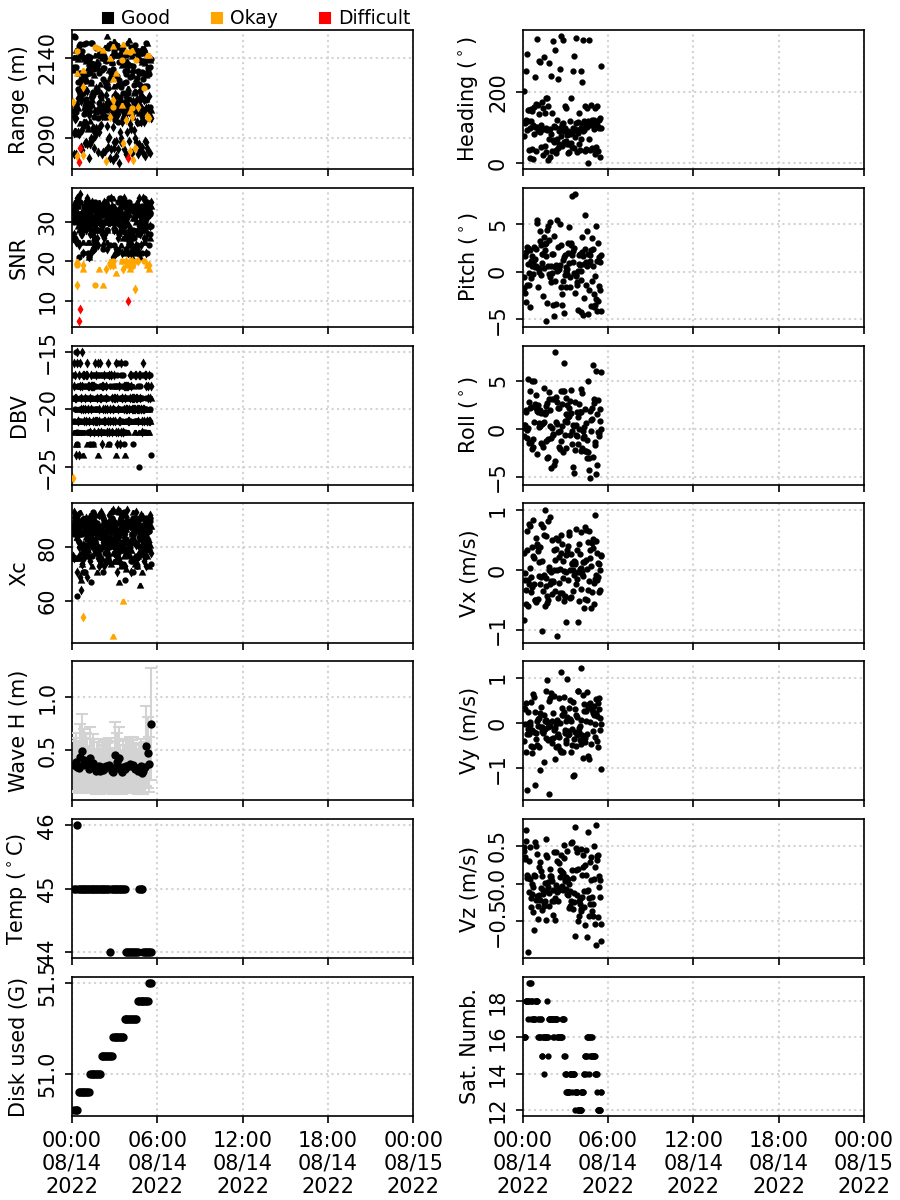 Good Okay Difficult
Range (m)
2140
2090
Heading (°)
200
0
SNR
30
20
10
Pitch (°)
5
0
−5
DBV
−15
−20
−25
Roll (°)
5
0
−5
Xc
80
60
Vx (m/s)
1
0
−1
Wave H (m)
1.0
0.5
Vy (m/s)
1
0
−1
Temp (°C)
46
45
44
Vz (m/s)
0.5
0.0
−0.5
Disk used (G)
51.5
51.0
Sat. Numb.
18
16
14
12
00:00 06:00 12:00 18:00 00:00 00:00 06:00 12:00 18:00 00:00
08/14 08/14 08/14 08/14 08/15 08/14 08/14 08/14 08/14 08/15
2022 2022 2022 2022 2022 2022 2022 2022 2022 2022